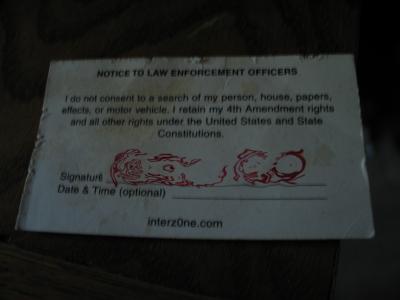 NOTICE TO LAW ENFORCEMENT OFFICERS
I do not consent to a search of my person, house, papers,
effects, or motor vehicle. I retain my 4th Amendment rights
and all other rights under the United States and State
Constitutions.
Signature
Date & Time (optional)
interz0ne.com